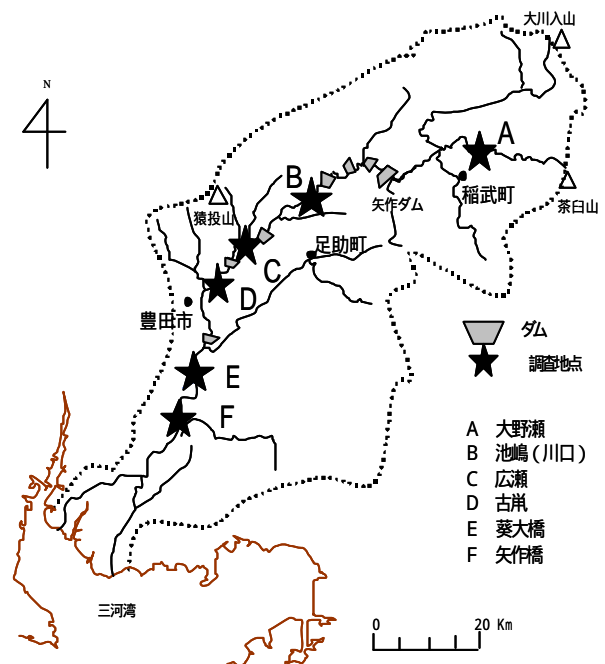 大川入山
N
A
B
矢作ダム
稲武町
茶臼山
猿投山
足助町
C
D
豊田市
ダム
調査地点
E
F
A 大野瀬
B 池嶋(川口)
C 広瀬
D 古鼡
E 葵大橋
F 矢作橋
三河湾
0 20 Km